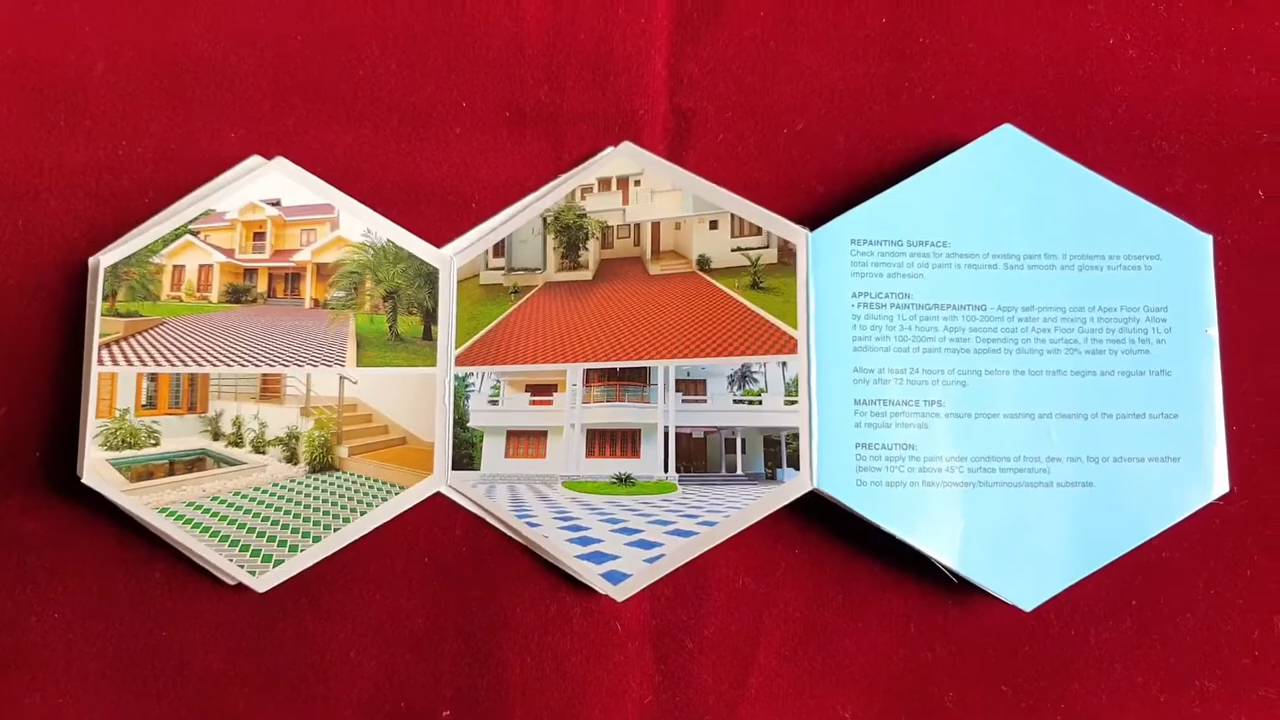 REPAINTING SURFACE:
Check random areas for adhesion of existing paint film. If problems are observed,
total removal of old paint is required. Sand smooth and glossy surfaces to
improve adhesion.
APPLICATION:
• FRESH PAINTING/REPAINTING – Apply self-priming coat of Apex Floor Guard
by diluting 1L of paint with 100-200ml of water and mixing it thoroughly. Allow
it to dry for 3-4 hours. Apply second coat of Apex Floor Guard by diluting 1L of
paint with 100-200ml of water. Depending on the surface, if the need is felt, an
additional coat of paint maybe applied by diluting with 20% water by volume.
Allow at least 24 hours of curing before the foot traffic begins and regular traffic
only after 72 hours of curing.
MAINTENANCE TIPS:
For best performance, ensure proper washing and cleaning of the painted surface
at regular intervals.
PRECAUTION:
Do not apply the paint under conditions of frost, dew, rain, fog or adverse weather
(below 10°C or above 45°C surface temperature)
Do not apply on flaky/powdery/bituminous/asphalt substrate.